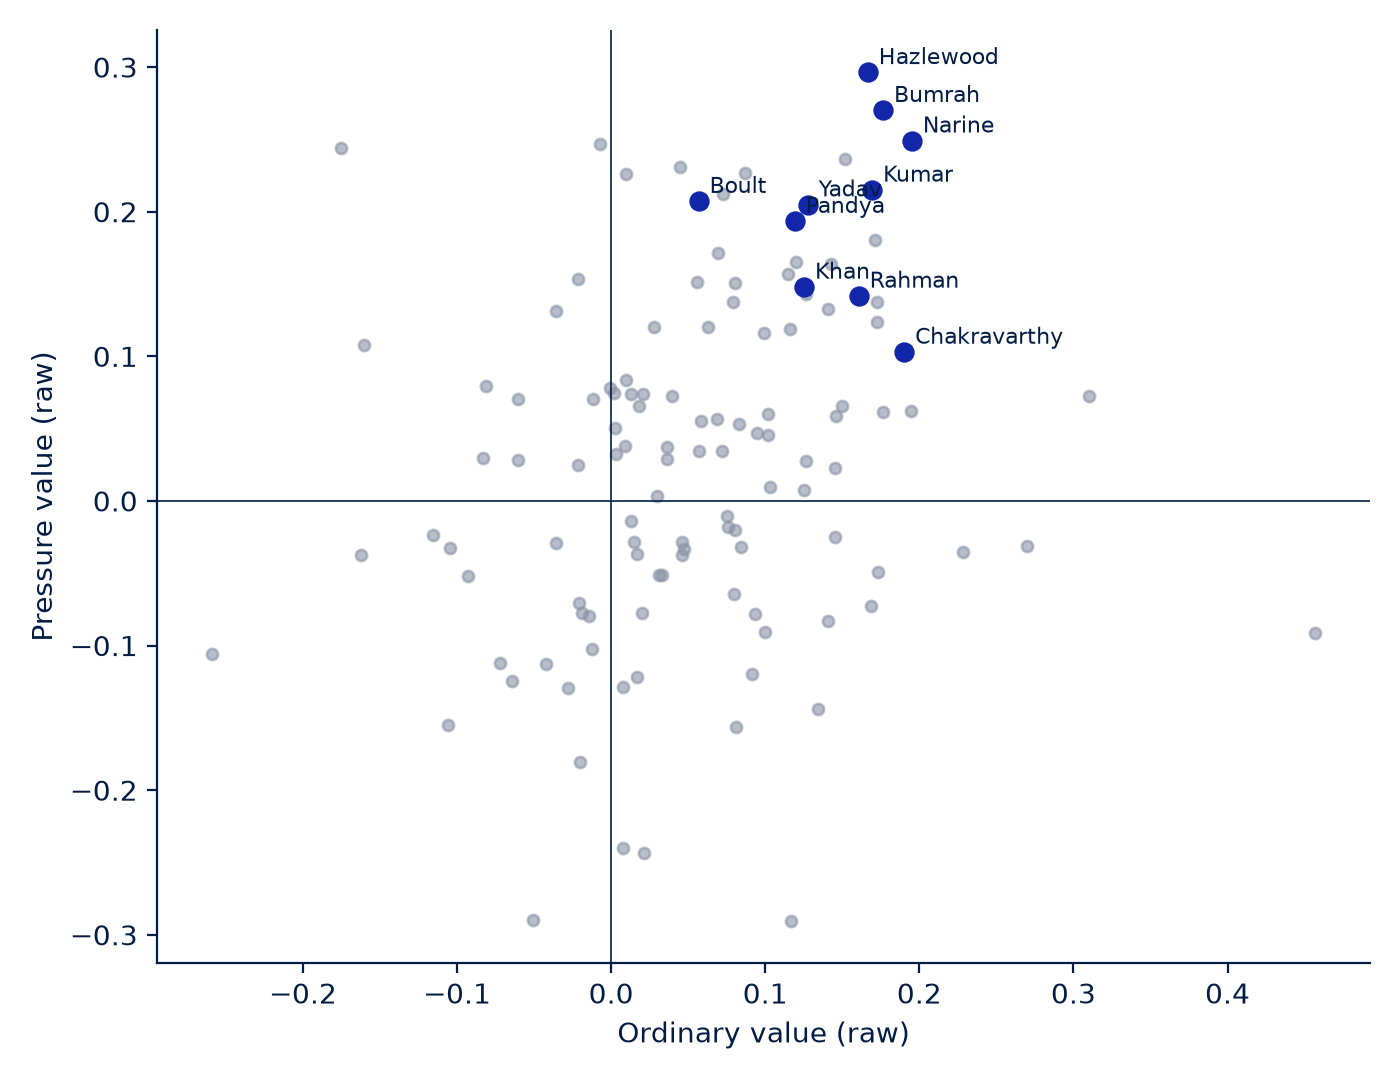 0.3
0.2
0.1
0.0
−0.1
−0.2
−0.3
Pressure value (raw)
Hazlewood
Bumrah
Narine
Kumar
Boult
Yadav
Pandya
Khan
Rahman
Chakravarthy
−0.2 −0.1 0.0 0.1 0.2 0.3 0.4
Ordinary value (raw)